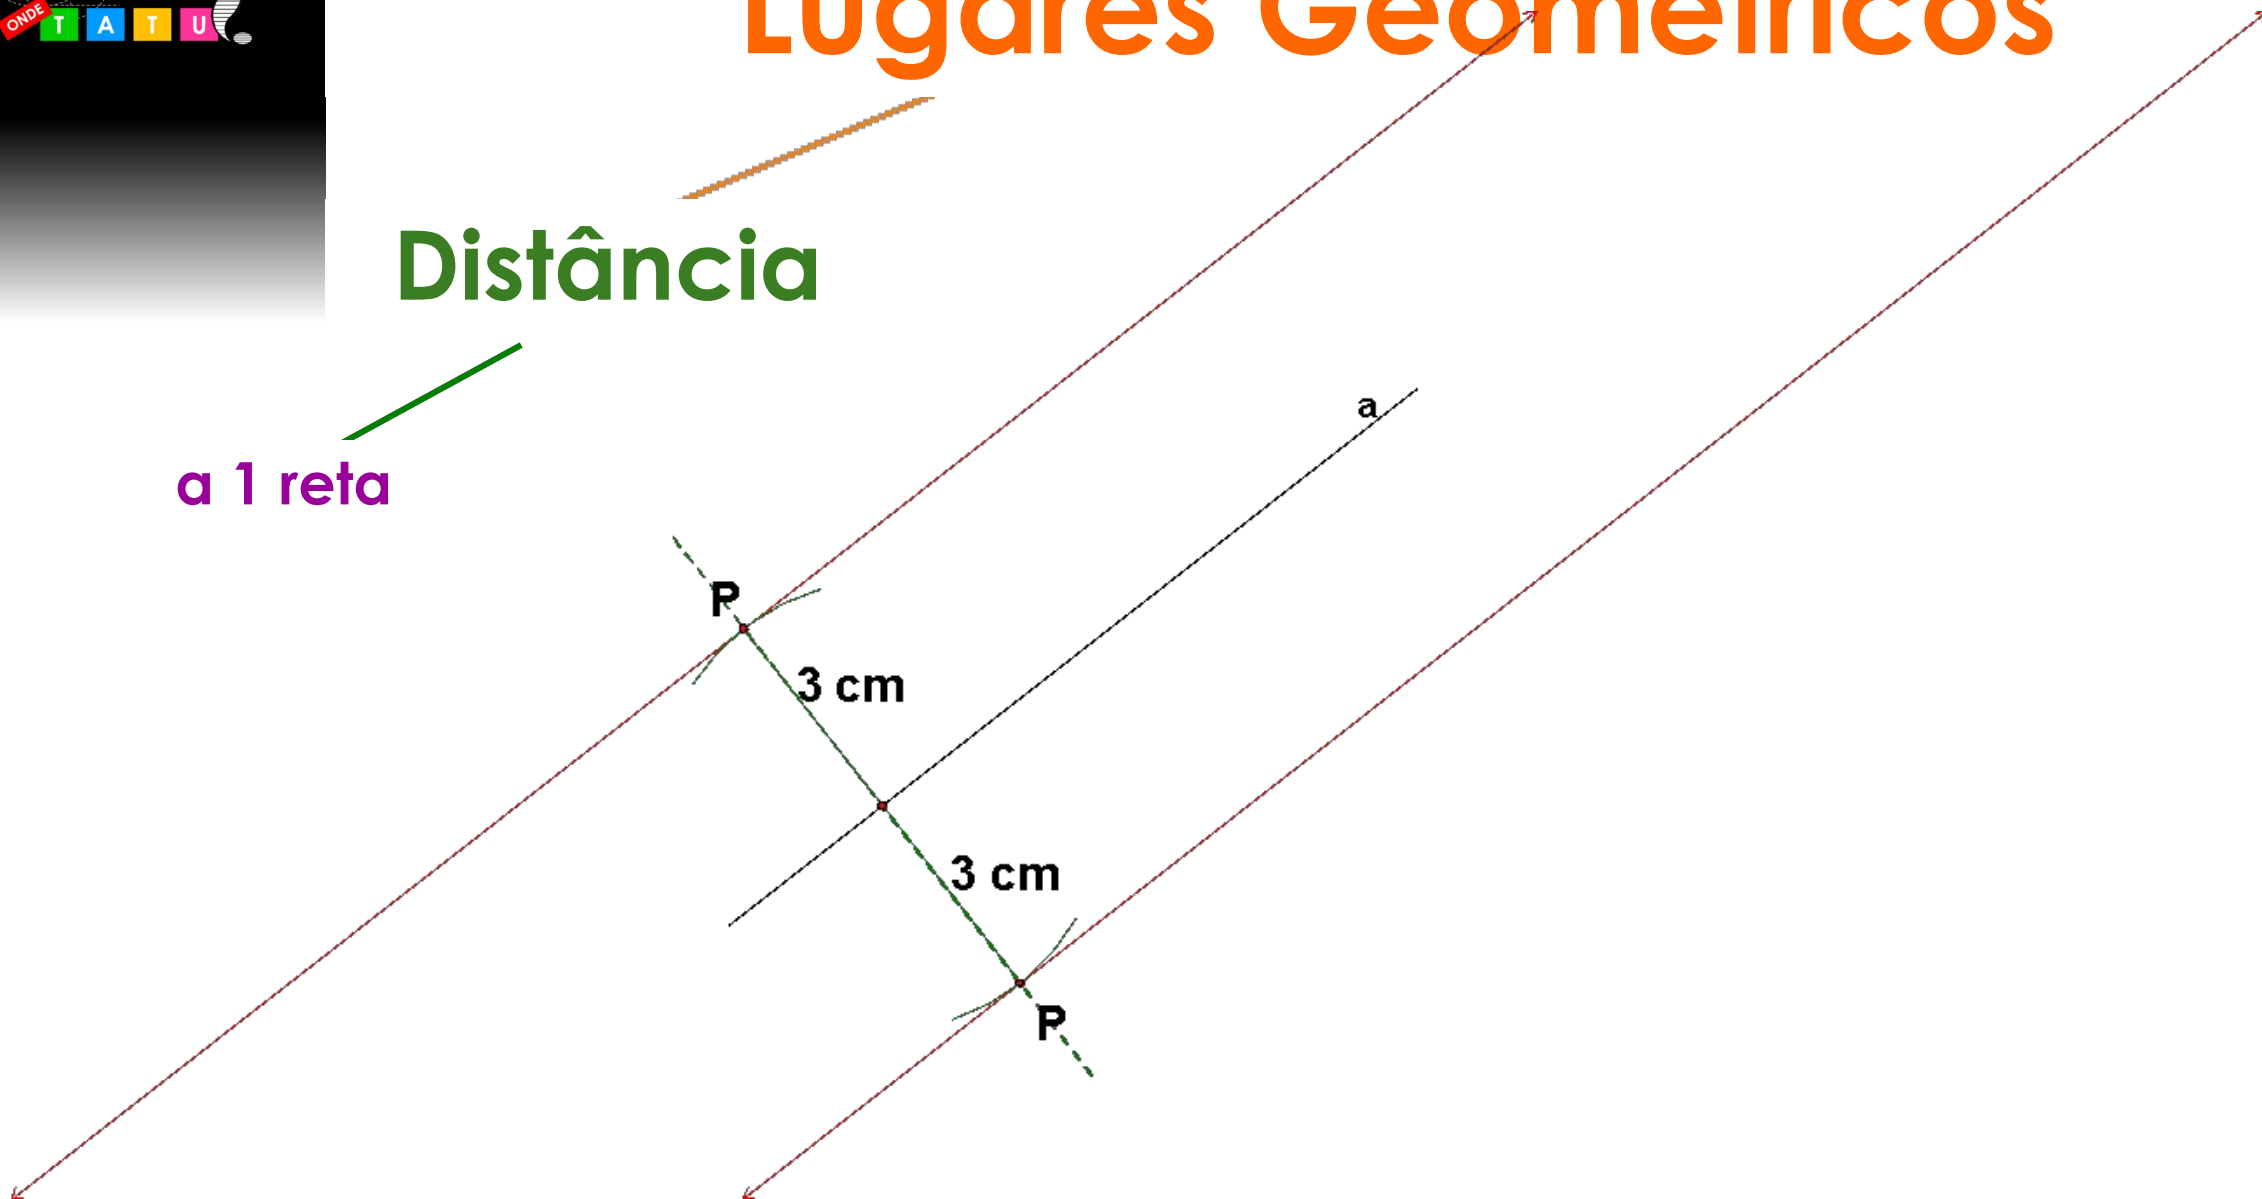 ONDE
T A T U
Lugares Geométricos
Distância
a 1 reta
a
P
3 cm
3 cm
P